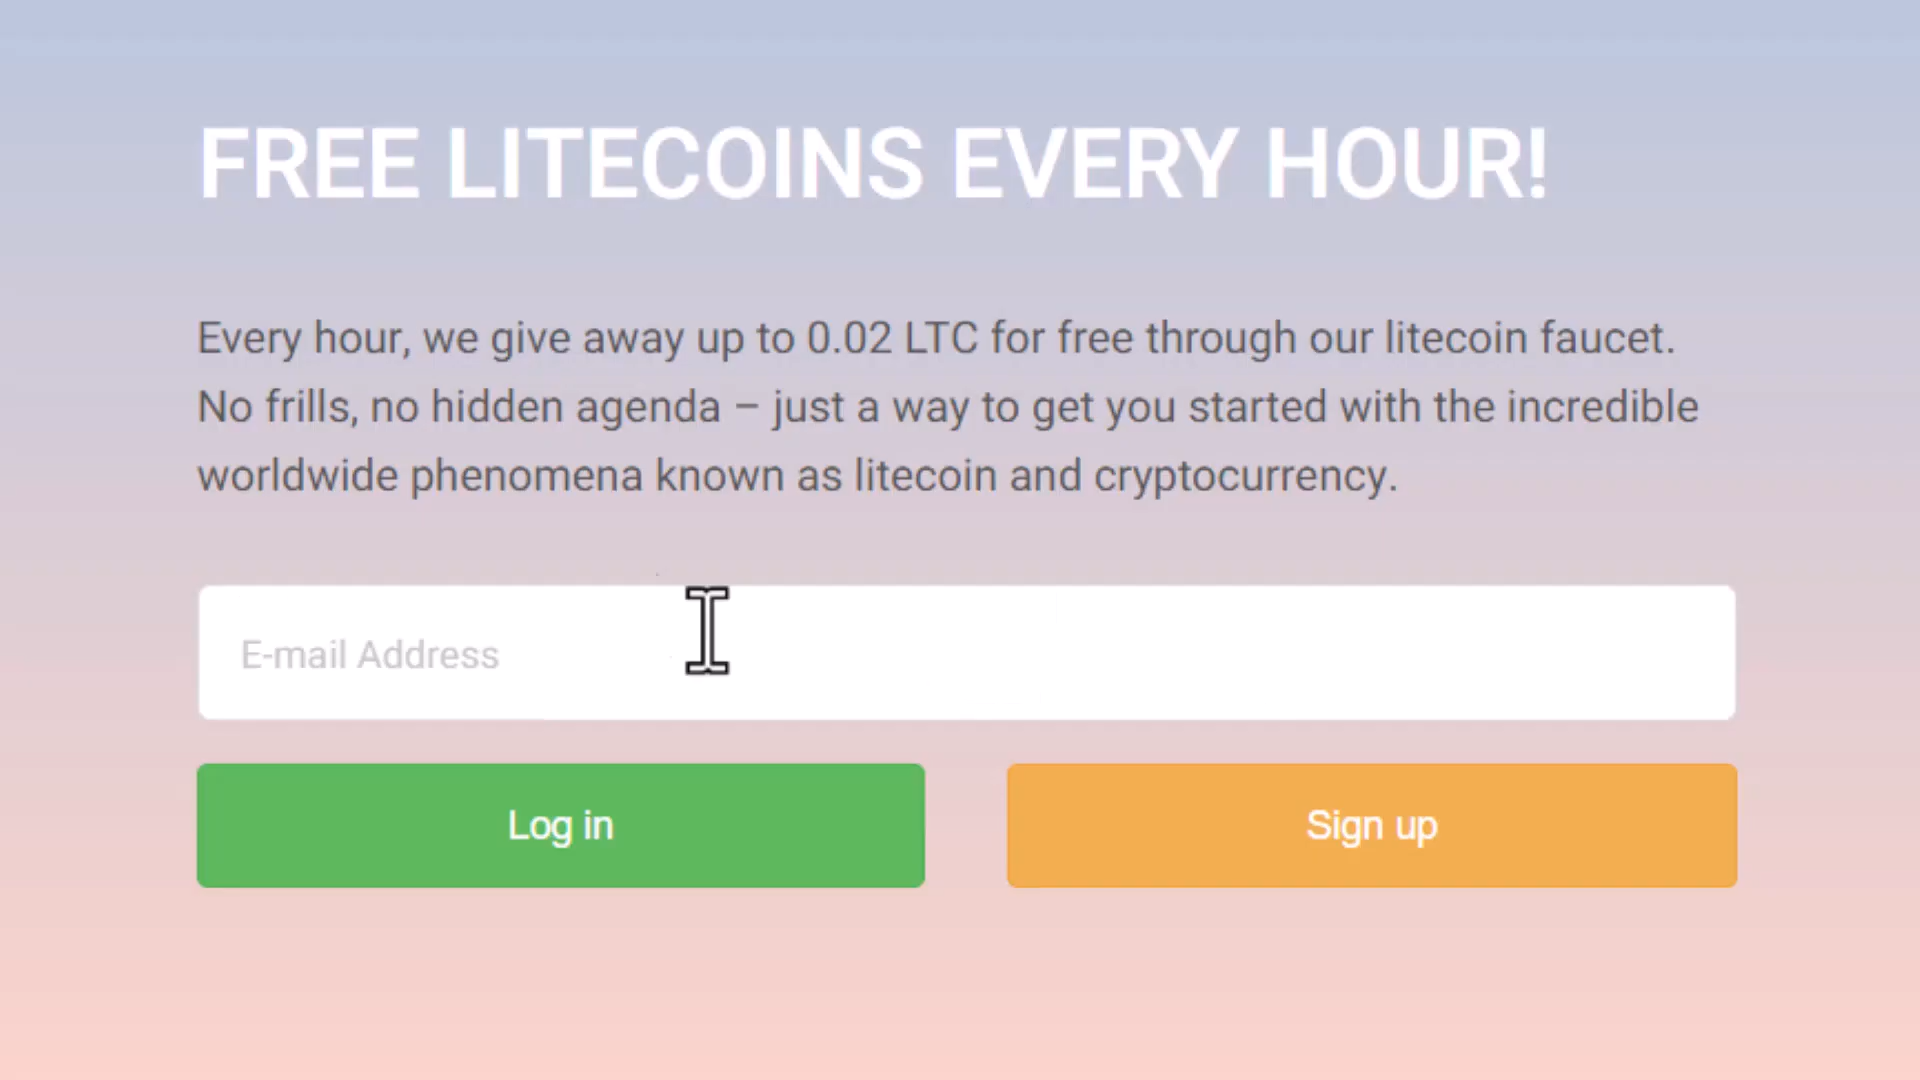 FREE LITECOINS EVERY HOUR!
Every hour, we give away up to 0.02 LTC for free through our litecoin faucet.
No frills, no hidden agenda – just a way to get you started with the incredible
worldwide phenomena known as litecoin and cryptocurrency.
E-mail Address
Log in
Sign up